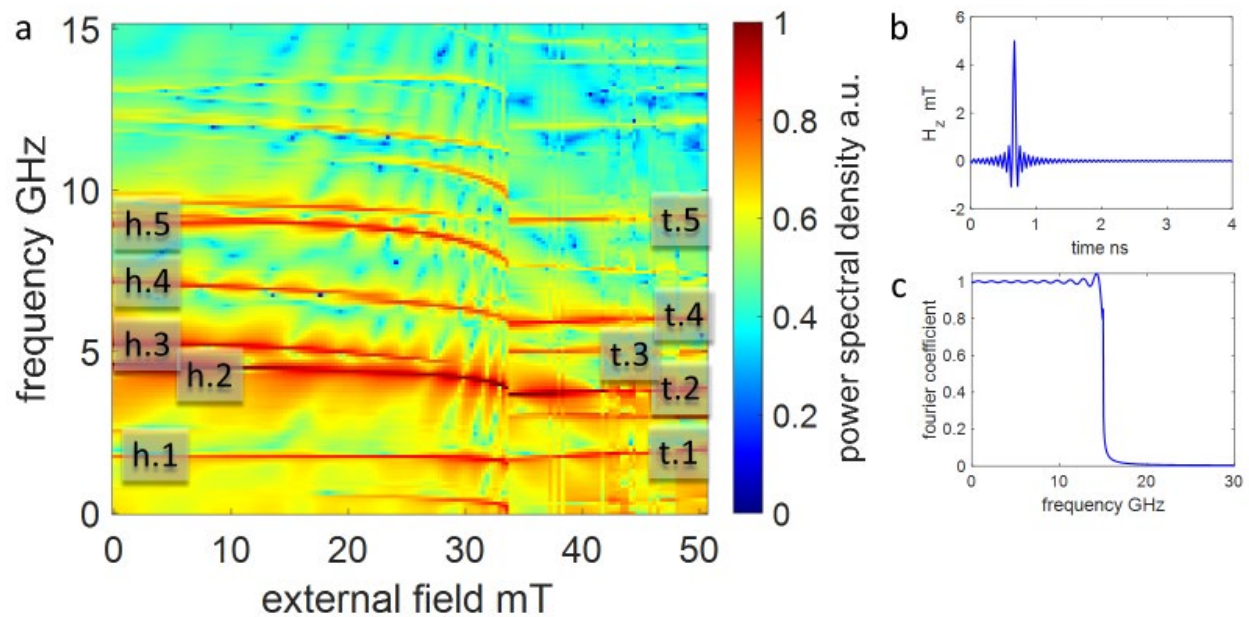 a
frequency GHz
15
10
5
0
h.5
h.4
h.3
h.2
h.1
t.5
t.4
t.3
t.2
t.1
0 10 20 30 40 50
external field mT
1
0.8
0.6
0.4
0.2
0
power spectral density a.u.
b
H_z mT
6
4
2
0
-2
0 1 2 3 4
time ns
c
fourier coefficient
1
0.8
0.6
0.4
0.2
0
0 10 20 30
frequency GHz